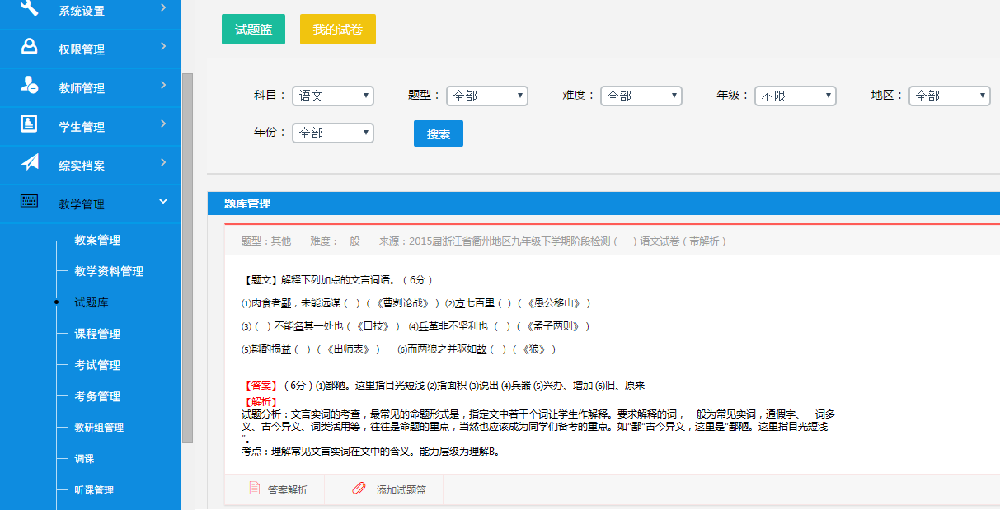 系统设置
权限管理
教师管理
学生管理
综实档案
教学管理
教案管理
教学资料管理
试题库
课程管理
考试管理
考务管理
教研组管理
调课
听课管理
试题篮 我的试卷
科目： 语文 题型： 全部 难度： 全部 年级： 不限 地区： 全部
年份： 全部 搜索
题库管理
题型：其他 难度：一般 来源：2015届浙江省衢州地区九年级下学期阶段检测（一）语文试卷（带解析）
【题文】解释下列加点的文言词语。（6分）
⑴肉食者鄙，未能远谋（ ）（《曹刿论战》）⑵方七百里（ ）（《愚公移山》）
⑶（ ）不能名其一处也（《口技》） ⑷兵革非不坚利也 （ ）（《孟子两则》）
⑸斟酌损益（ ）（《出师表》） ⑹而两狼之并驱如故（ ）（《狼》）
【答案】（6分）⑴鄙陋。这里指目光短浅 ⑵指面积 ⑶说出 ⑷兵器 ⑸兴办、增加 ⑹旧、原来
【解析】
试题分析：文言实词的考查，最常见的命题形式是，指定文中若干个词让学生作解释。要求解释的词，一般为常见实词，通假字、一词多
义、古今异义、词类活用等，往往是命题的重点，当然也应该成为同学们备考的重点。如“鄙”古今异义，这里是“鄙陋。这里指目光短浅
”。
考点：理解常见文言实词在文中的含义。能力层级为理解B。
答案解析 添加试题篮